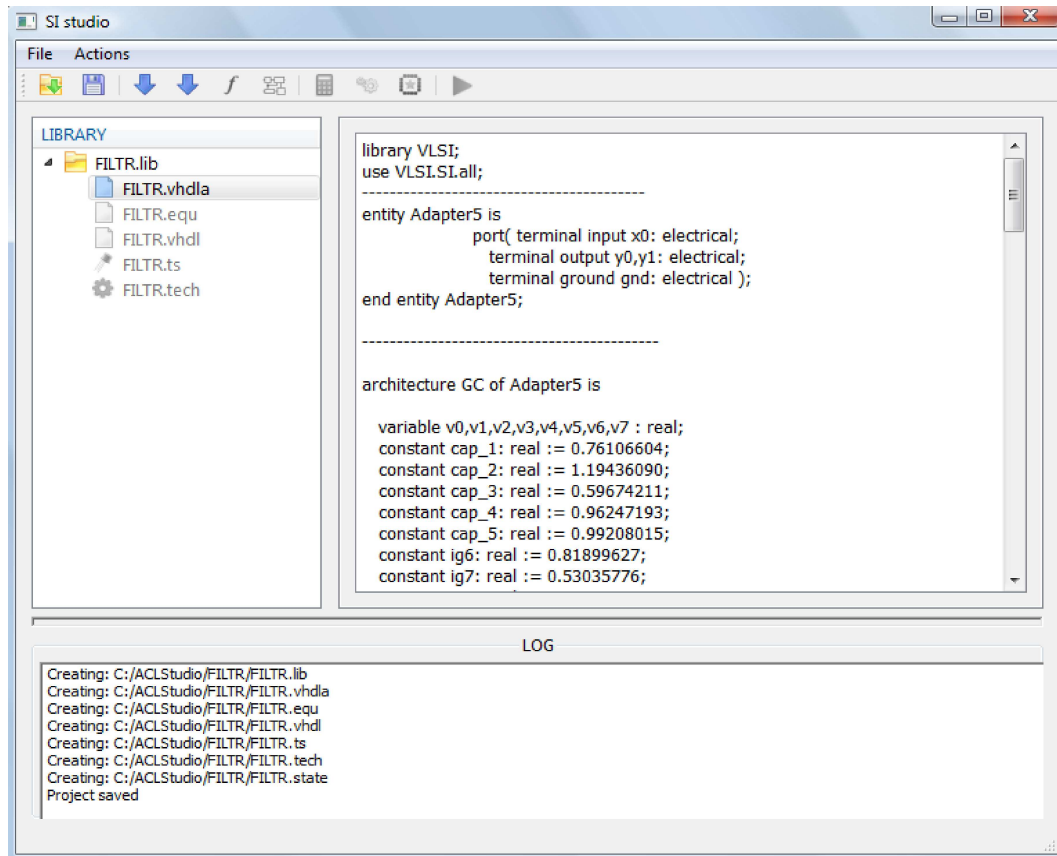 SI studio
File Actions
f
LIBRARY
FILTR.lib
FILTR.vhdla
FILTR.equ
FILTR.vhdl
FILTR.ts
FILTR.tech
library VLSI;
use VLSI.SI.all;
-----------------------------------------
entity Adapter5 is
port( terminal input x0: electrical;
terminal output y0,y1: electrical;
terminal ground gnd: electrical );
end entity Adapter5;
-------------------------------------------
architecture GC of Adapter5 is
variable v0,v1,v2,v3,v4,v5,v6,v7 : real;
constant cap_1: real := 0.76106604;
constant cap_2: real := 1.19436090;
constant cap_3: real := 0.59674211;
constant cap_4: real := 0.96247193;
constant cap_5: real := 0.99208015;
constant ig6: real := 0.81899627;
constant ig7: real := 0.53035776;
LOG
Creating: C:/ACLStudio/FILTR/FILTR.lib
Creating: C:/ACLStudio/FILTR/FILTR.vhdla
Creating: C:/ACLStudio/FILTR/FILTR.equ
Creating: C:/ACLStudio/FILTR/FILTR.vhdl
Creating: C:/ACLStudio/FILTR/FILTR.ts
Creating: C:/ACLStudio/FILTR/FILTR.tech
Creating: C:/ACLStudio/FILTR/FILTR.state
Project saved